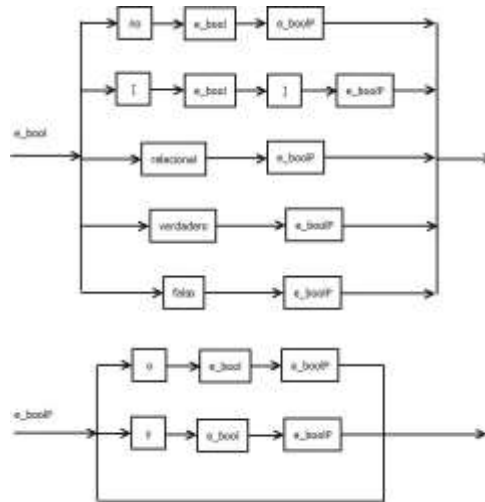 no e_bool e_boolP
[ e_bool ] e_boolP
e_bool
relacional e_boolP
verdadero e_boolP
falso e_boolP
o e_bool e_boolP
e_boolP
y e_bool e_boolP